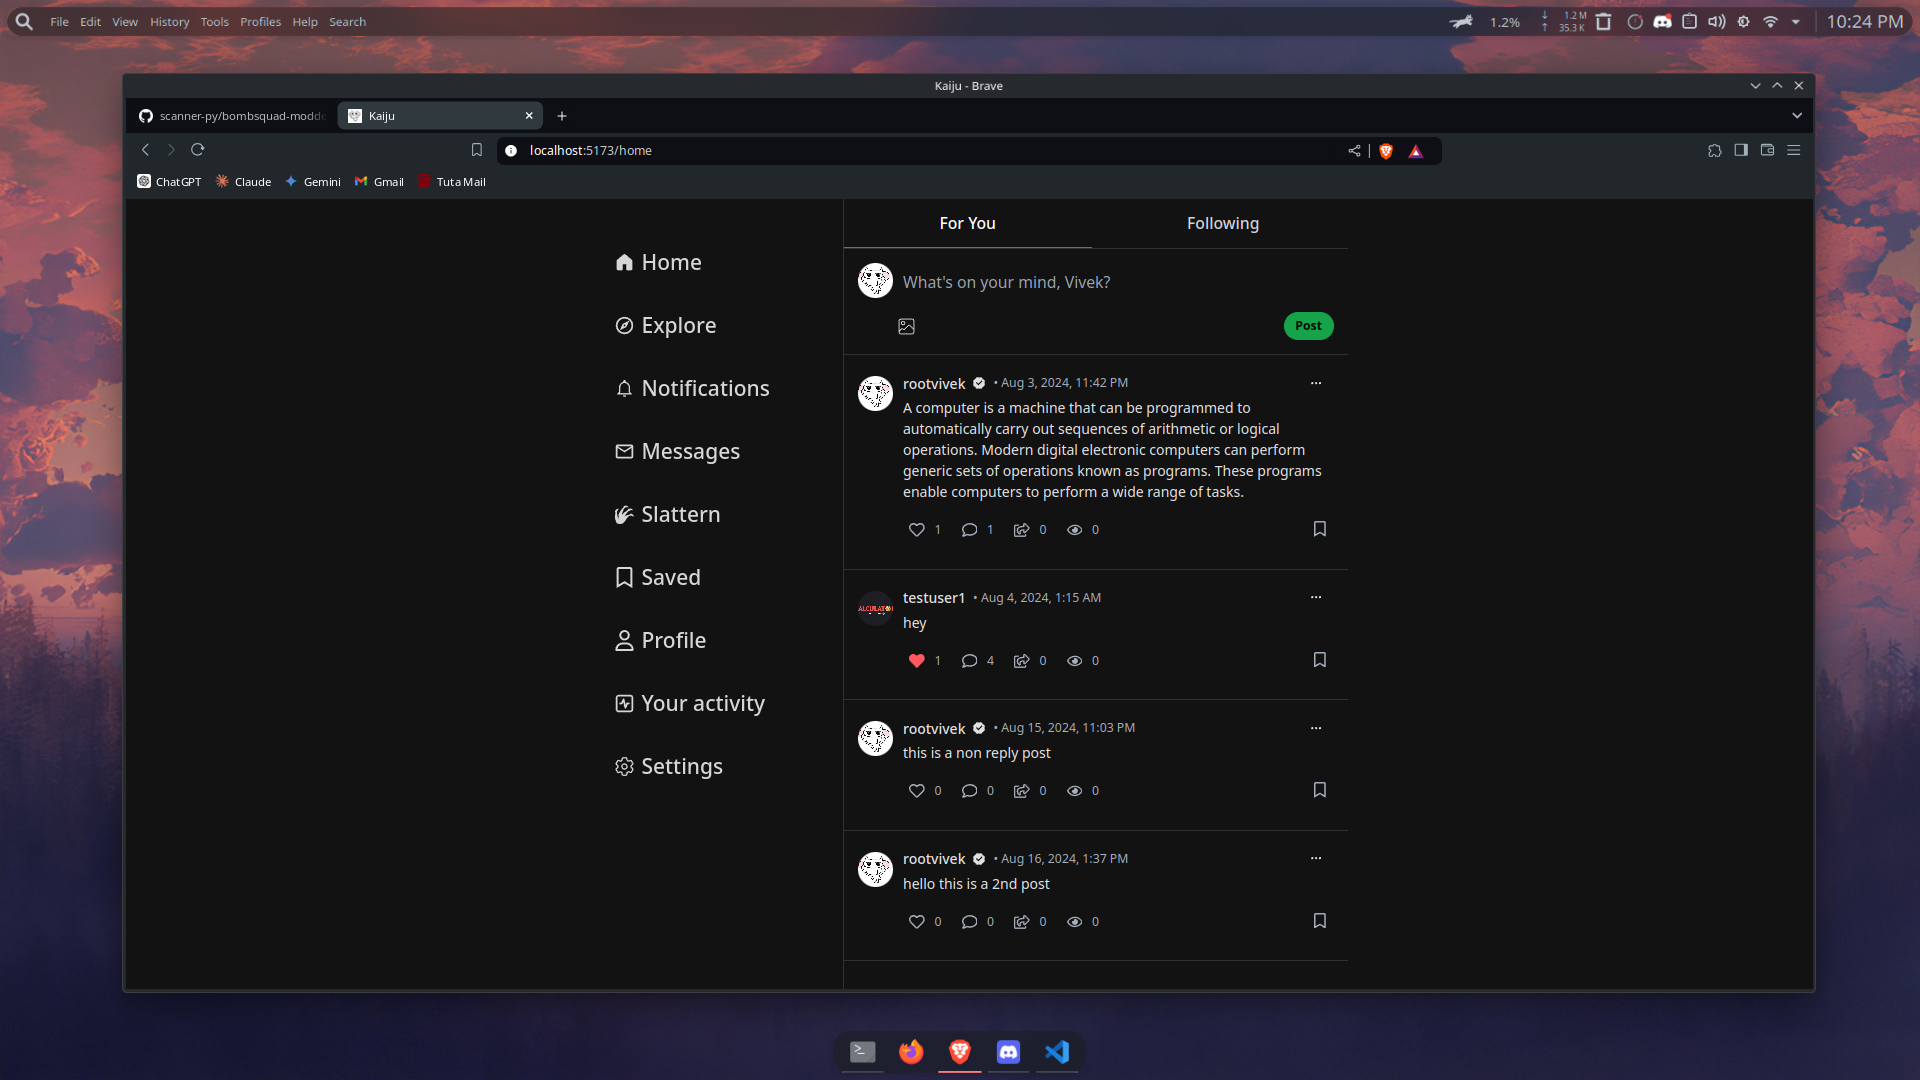 File Edit View History Tools Profiles Help Search
1.2% ↓ 1.2 M ↑ 35.3 K 10:24 PM
Kaiju - Brave
scanner-py/bombsquad-modde Kaiju
localhost:5173/home
ChatGPT Claude Gemini Gmail Tuta Mail
Home
Explore
Notifications
Messages
Slattern
Saved
Profile
Your activity
Settings
For You Following
What's on your mind, Vivek?
Post
rootvivek • Aug 3, 2024, 11:42 PM
A computer is a machine that can be programmed to
automatically carry out sequences of arithmetic or logical
operations. Modern digital electronic computers can perform
generic sets of operations known as programs. These programs
enable computers to perform a wide range of tasks.
1 1 0 0
testuser1 • Aug 4, 2024, 1:15 AM
hey
1 4 0 0
rootvivek • Aug 15, 2024, 11:03 PM
this is a non reply post
0 0 0 0
rootvivek • Aug 16, 2024, 1:37 PM
hello this is a 2nd post
0 0 0 0